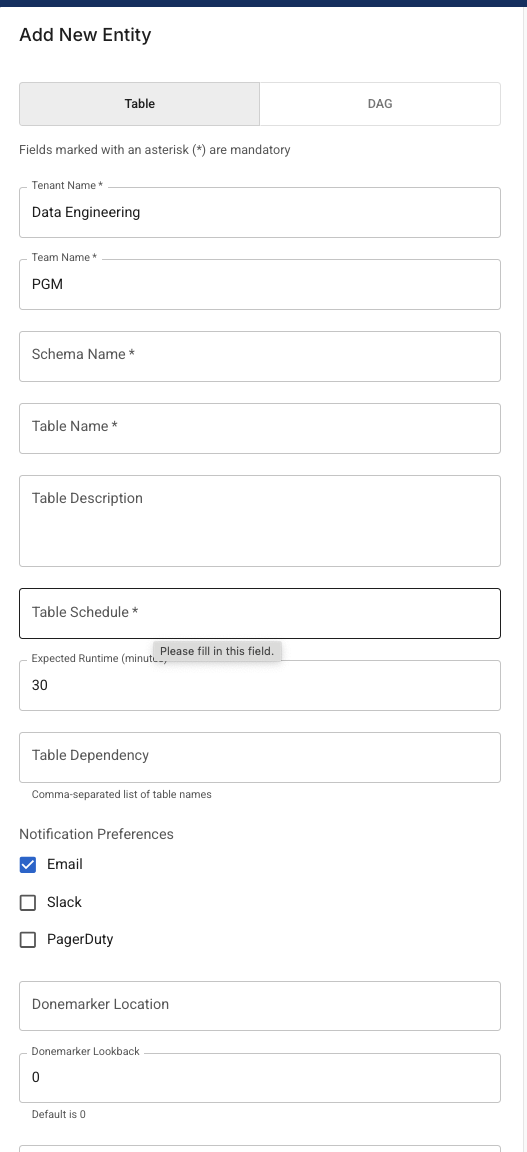 Add New Entity
Table
DAG
Fields marked with an asterisk (*) are mandatory
Tenant Name *
Data Engineering
Team Name *
PGM
Schema Name *
Table Name *
Table Description
Table Schedule *
Please fill in this field.
Expected Runtime (minutes)
30
Table Dependency
Comma-separated list of table names
Notification Preferences
Email
Slack
PagerDuty
Donemarker Location
Donemarker Lookback
0
Default is 0